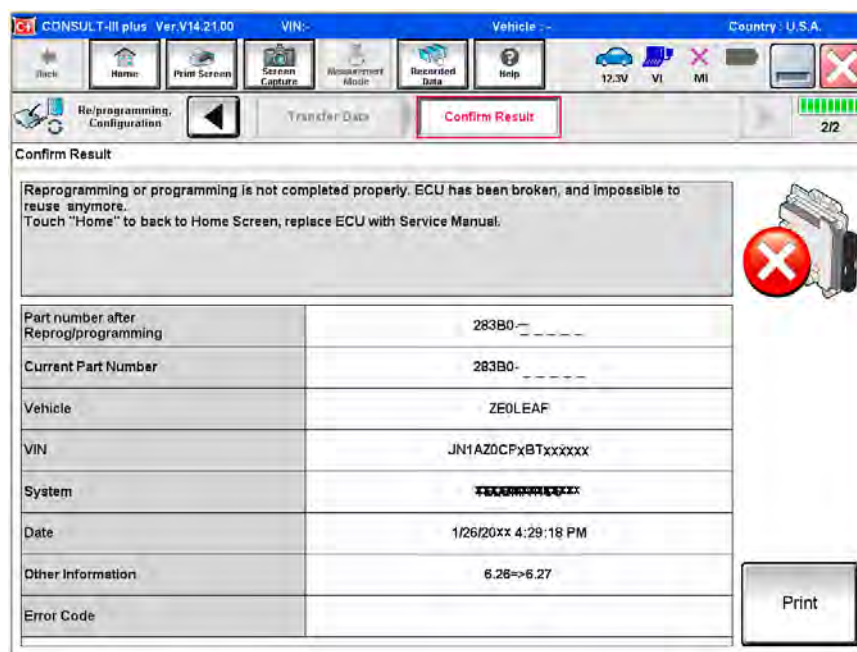 CONSULT-III plus Ver.V14.21.00 VIN:- Vehicle :- Country : U.S.A.
Back Home Print Screen Screen Capture Measurement Mode Recorded Data Help 12.3V VI MI
Re/programming, Configuration Transfer Data Confirm Result 2/2
Confirm Result
Reprogramming or programming is not completed properly. ECU has been broken, and impossible to
reuse anymore.
Touch "Home" to back to Home Screen, replace ECU with Service Manual.
Part number after
Reprog/programming 283B0-_ _ _ _ _
Current Part Number 283B0-_ _ _ _ _
Vehicle ZE0LEAF
VIN JN1AZ0CPxBTxxxxxx
System
Date 1/26/20xx 4:29:18 PM
Other Information 6.26=>6.27
Error Code
Print